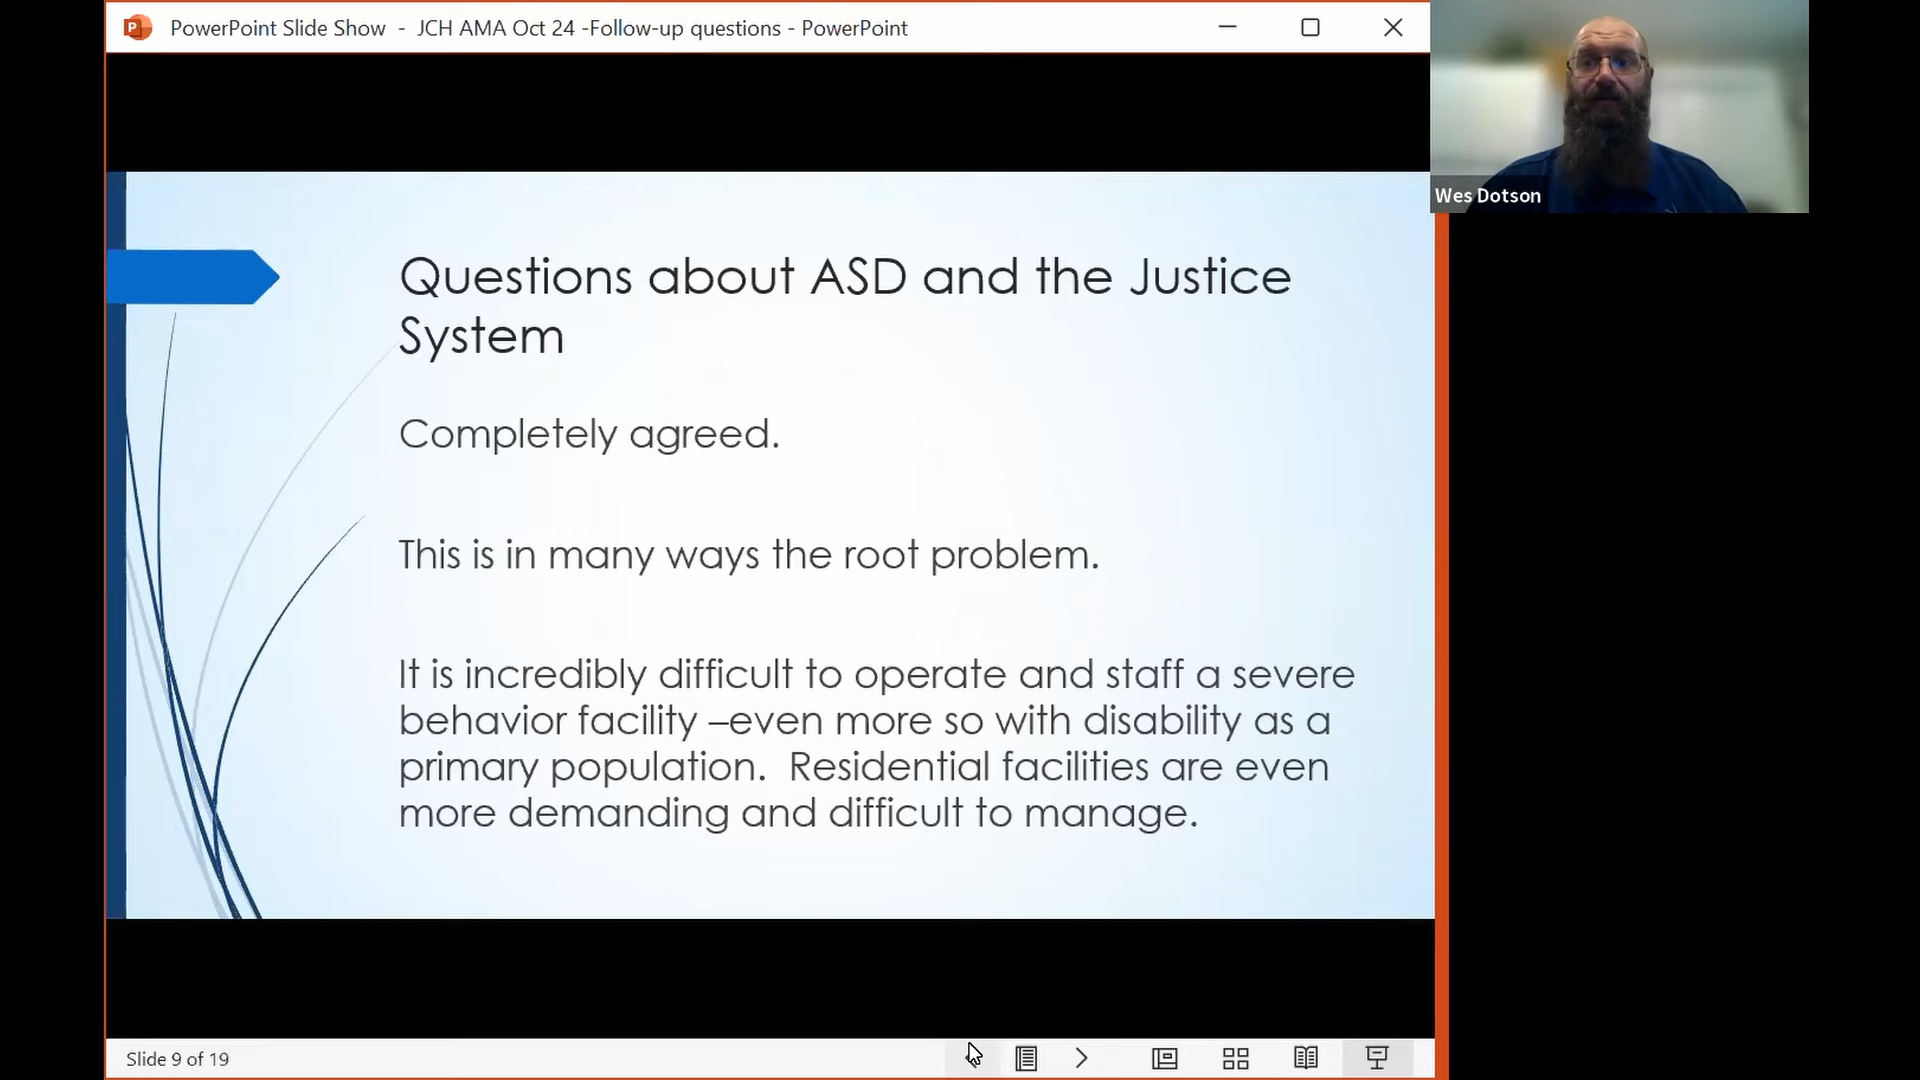 PowerPoint Slide Show - JCH AMA Oct 24 -Follow-up questions - PowerPoint
Wes Dotson
Questions about ASD and the Justice
System
Completely agreed.
This is in many ways the root problem.
It is incredibly difficult to operate and staff a severe
behavior facility –even more so with disability as a
primary population.  Residential facilities are even
more demanding and difficult to manage.
Slide 9 of 19